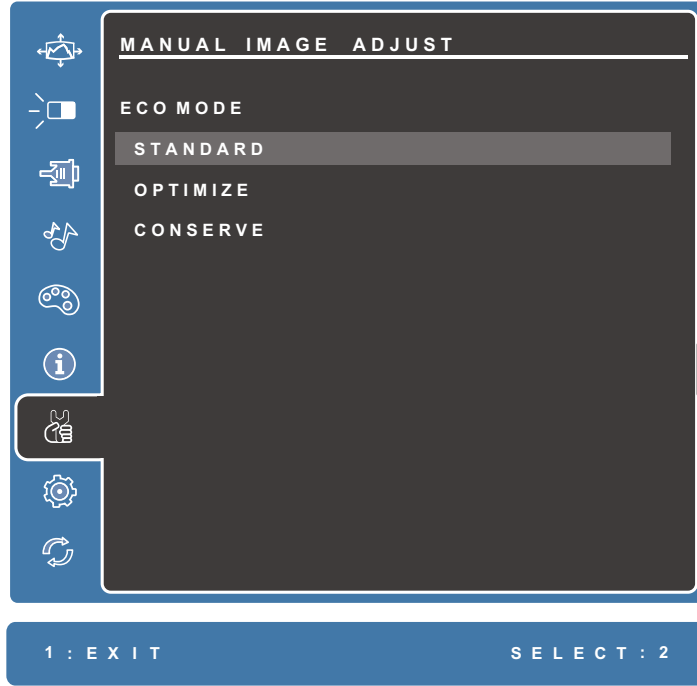 MANUAL IMAGE ADJUST
ECO MODE
STANDARD
OPTIMIZE
CONSERVE
1 : EXIT
SELECT : 2